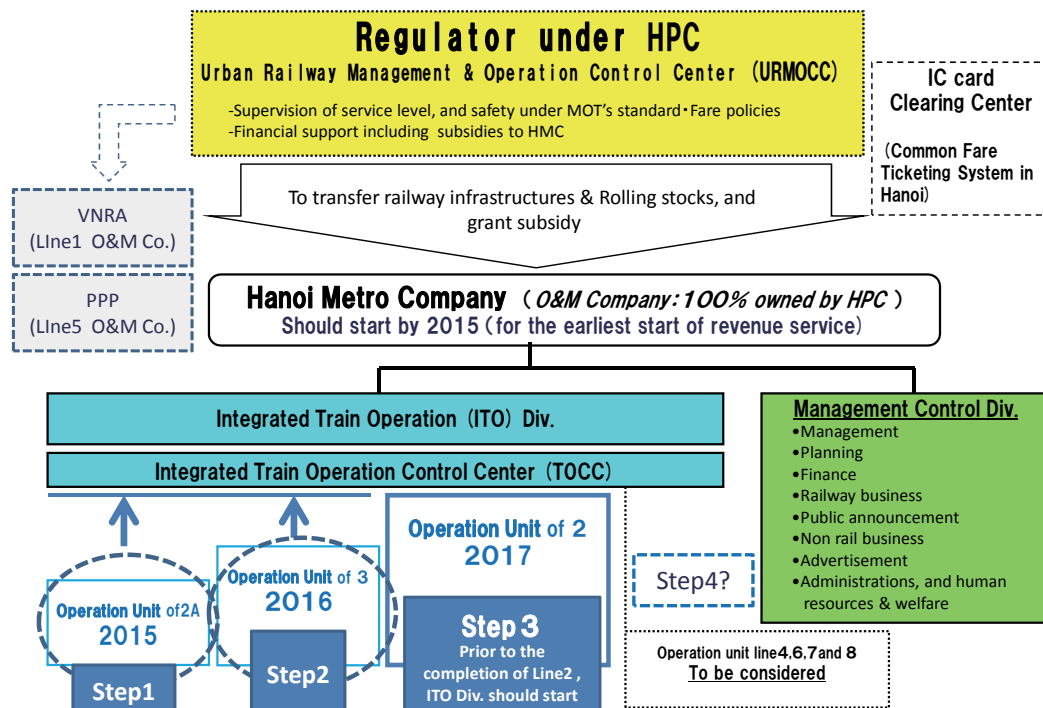 Regulator under HPC
Urban Railway Management & Operation Control Center (URMOCC)
-Supervision of service level, and safety under MOT's standard・Fare policies
-Financial support including subsidies to HMC
IC card
Clearing Center
(Common Fare
Ticketing System in
Hanoi)
To transfer railway infrastructures & Rolling stocks, and
grant subsidy
VNRA
(LIne1 O&M Co.)
PPP
(LIne5 O&M Co.)
Hanoi Metro Company ( O&M Company:100% owned by HPC )
Should start by 2015 (for the earliest start of revenue service)
Integrated Train Operation (ITO) Div.
Integrated Train Operation Control Center (TOCC)
Management Control Div.
•Management
•Planning
•Finance
•Railway business
•Public announcement
•Non rail business
•Advertisement
•Administrations, and human
resources & welfare
Operation Unit of2A
2015
Step1
Operation Unit of 3
2016
Step2
Operation Unit of 2
2017
Step 3
Prior to the
completion of Line2 ,
ITO Div. should start
Step4?
Operation unit line4,6,7and 8
To be considered